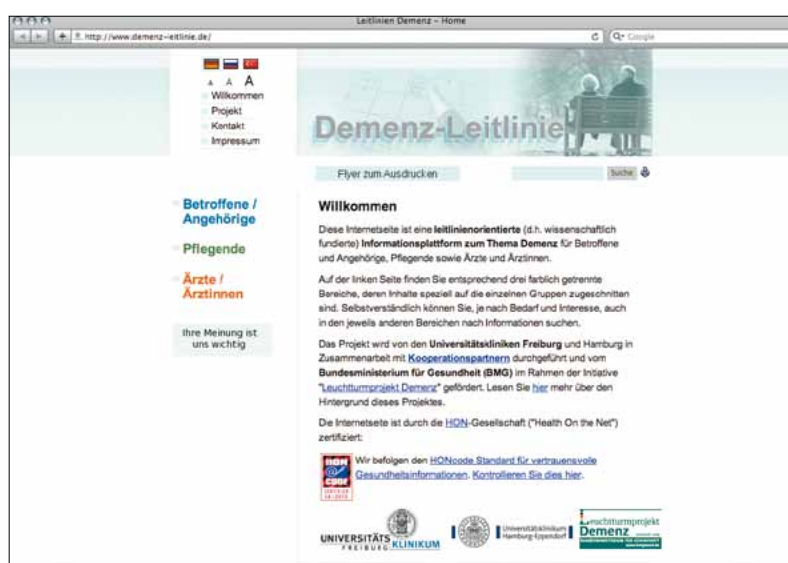 Leitlinien Demenz – Home
http://www.demenz-leitlinie.de/
Google
A A A
Willkommen
Projekt
Kontakt
Impressum
Demenz-Leitlinie
Flyer zum Ausdrucken
Suche
Betroffene /
Angehörige
Pflegende
Ärzte /
Ärztinnen
Ihre Meinung ist
uns wichtig
Willkommen
Diese Internetseite ist eine leitlinienorientierte (d.h. wissenschaftlich
fundierte) Informationsplattform zum Thema Demenz für Betroffene
und Angehörige, Pflegende sowie Ärzte und Ärztinnen.
Auf der linken Seite finden Sie entsprechend drei farblich getrennte
Bereiche, deren Inhalte speziell auf die einzelnen Gruppen zugeschnitten
sind. Selbstverständlich können Sie, je nach Bedarf und Interesse, auch
in den jeweils anderen Bereichen nach Informationen suchen.
Das Projekt wird von den Universitätskliniken Freiburg und Hamburg in
Zusammenarbeit mit Kooperationspartnern durchgeführt und vom
Bundesministerium für Gesundheit (BMG) im Rahmen der Initiative
"Leuchtturmprojekt Demenz" gefördert. Lesen Sie hier mehr über den
Hintergrund dieses Projektes.
Die Internetseite ist durch die HON-Gesellschaft ("Health On the Net")
zertifiziert:
HON
@
CODE
Wir befolgen den HONcode Standard für vertrauensvolle
Gesundheitsinformationen. Kontrollieren Sie dies hier.
UNIVERSITÄTS
FREIBURG KLINIKUM
Universitätsklinikum
Hamburg-Eppendorf
Leuchtturmprojekt
Demenz